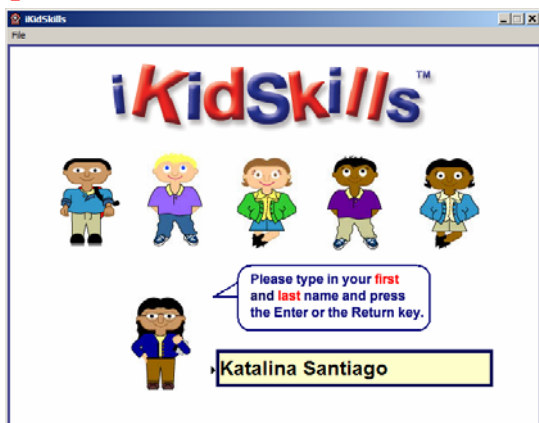 iKidSkills
File
iKidSkills™
Please type in your first
and last name and press
the Enter or the Return key.
Katalina Santiago